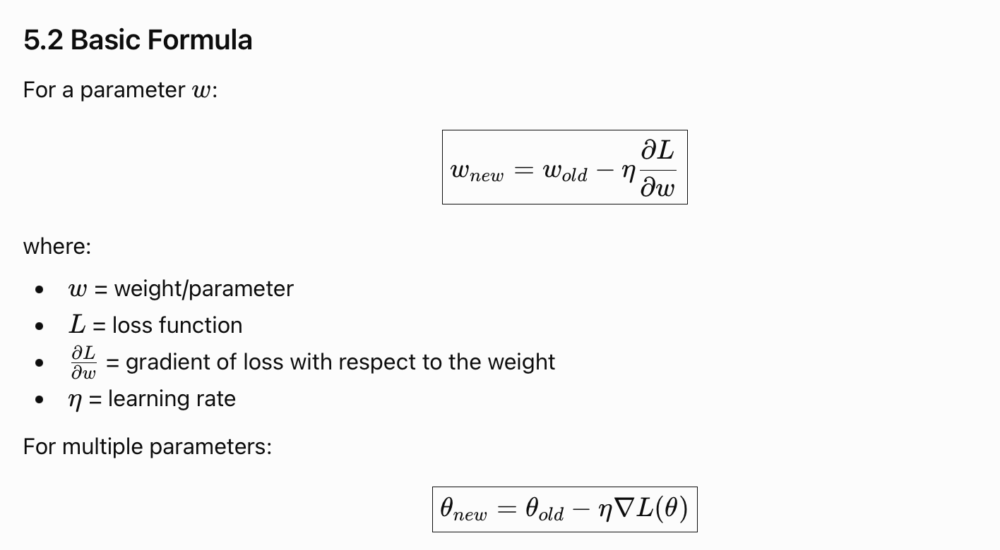 5.2 Basic Formula
For a parameter $w$:
$$\boxed{w_{new} = w_{old} - \eta \frac{\partial L}{\partial w}}$$
where:
• $w$ = weight/parameter
• $L$ = loss function
• $\frac{\partial L}{\partial w}$ = gradient of loss with respect to the weight
• $\eta$ = learning rate
For multiple parameters:
$$\boxed{\theta_{new} = \theta_{old} - \eta \nabla L(\theta)}$$